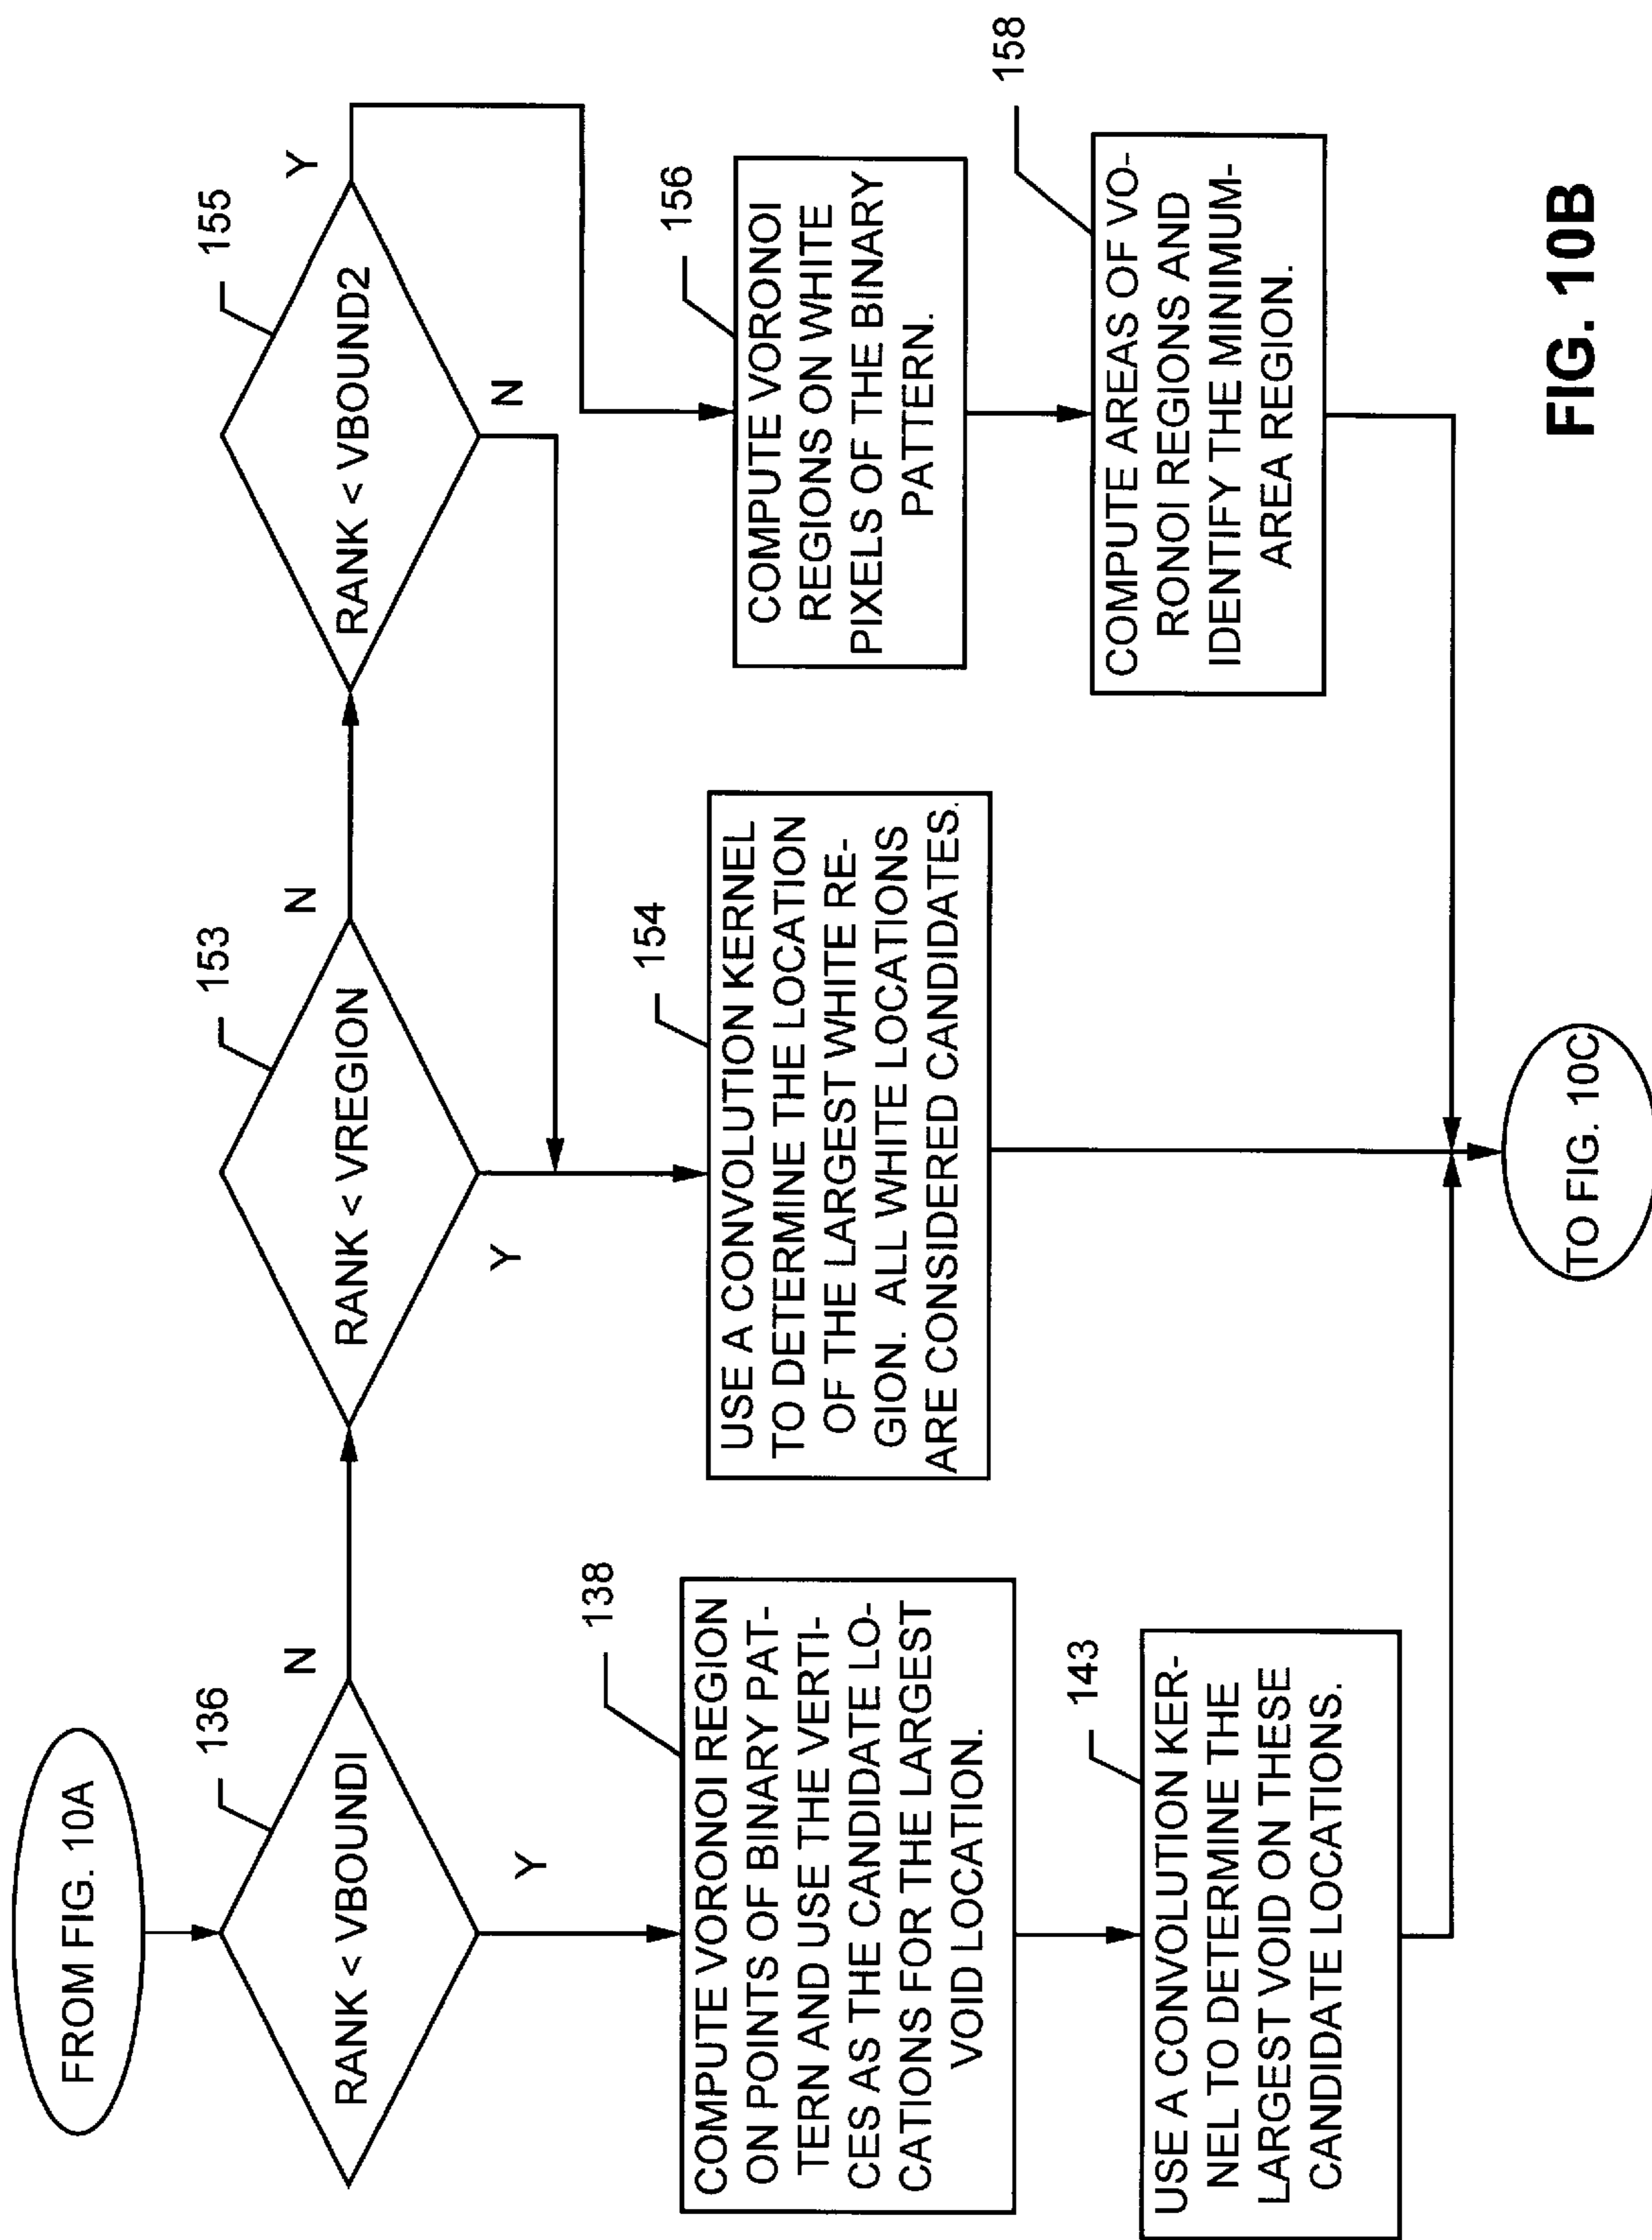 FROM FIG. 10A
136
RANK < VBOUNDI
N
Y
153
RANK < VREGION
N
Y
155
RANK < VBOUND2
Y
N
138
COMPUTE VORONOI REGION
ON POINTS OF BINARY PAT-
TERN AND USE THE VERTI-
CES AS THE CANDIDATE LO-
CATIONS FOR THE LARGEST
VOID LOCATION.
143
USE A CONVOLUTION KER-
NEL TO DETERMINE THE
LARGEST VOID ON THESE
CANDIDATE LOCATIONS.
154
USE A CONVOLUTION KERNEL
TO DETERMINE THE LOCATION
OF THE LARGEST WHITE RE-
GION. ALL WHITE LOCATIONS
ARE CONSIDERED CANDIDATES.
156
COMPUTE VORONOI
REGIONS ON WHITE
PIXELS OF THE BINARY
PATTERN.
158
COMPUTE AREAS OF VO-
RONOI REGIONS AND
IDENTIFY THE MINIMUM-
AREA REGION.
TO FIG. 10C
FIG. 10B